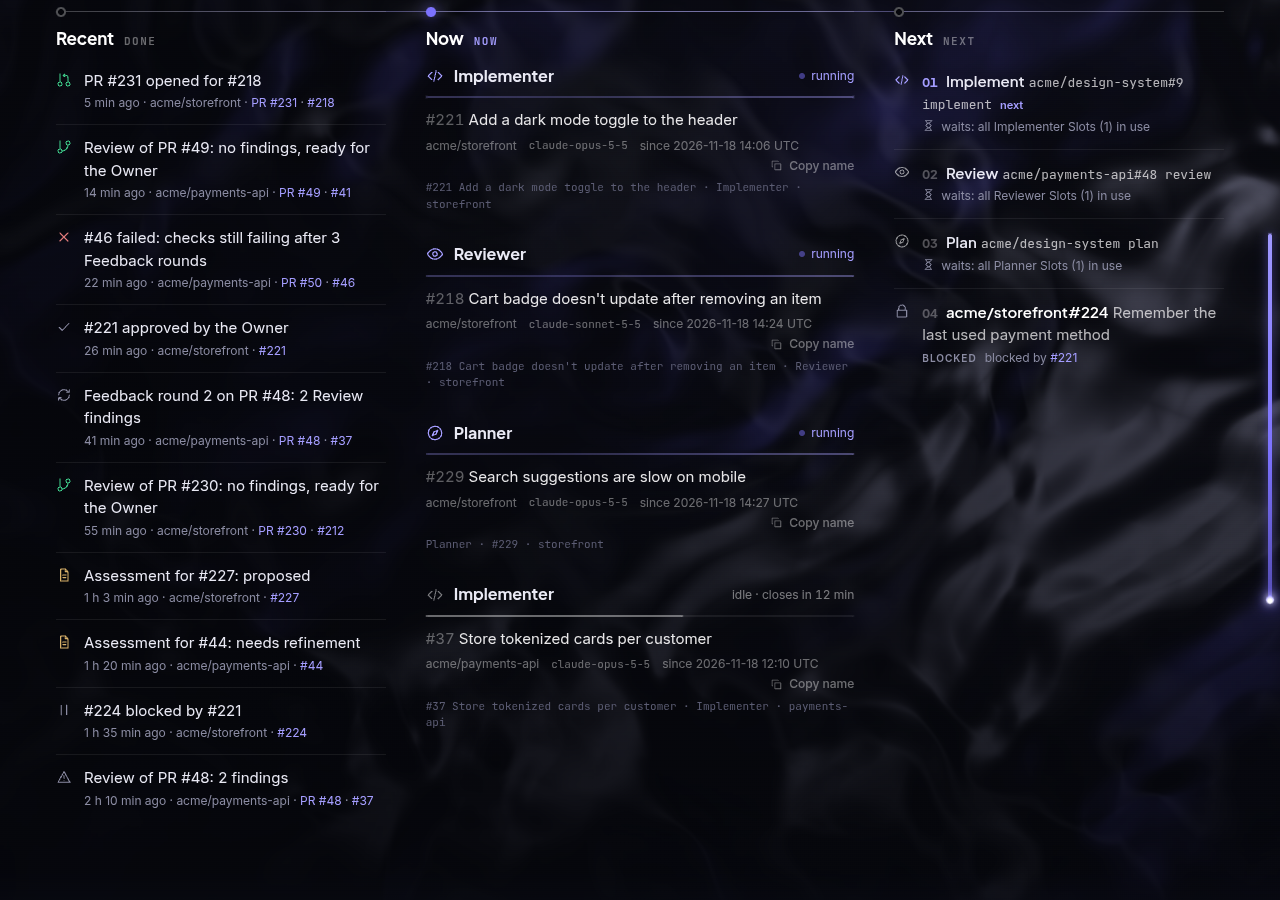 Recent DONE
PR #231 opened for #218
5 min ago · acme/storefront · PR #231 · #218
Review of PR #49: no findings, ready for
the Owner
14 min ago · acme/payments-api · PR #49 · #41
#46 failed: checks still failing after 3
Feedback rounds
22 min ago · acme/payments-api · PR #50 · #46
#221 approved by the Owner
26 min ago · acme/storefront · #221
Feedback round 2 on PR #48: 2 Review
findings
41 min ago · acme/payments-api · PR #48 · #37
Review of PR #230: no findings, ready for
the Owner
55 min ago · acme/storefront · PR #230 · #212
Assessment for #227: proposed
1 h 3 min ago · acme/storefront · #227
Assessment for #44: needs refinement
1 h 20 min ago · acme/payments-api · #44
#224 blocked by #221
1 h 35 min ago · acme/storefront · #224
Review of PR #48: 2 findings
2 h 10 min ago · acme/payments-api · PR #48 · #37
Now NOW
Implementer running
#221 Add a dark mode toggle to the header
acme/storefront claude-opus-5-5 since 2026-11-18 14:06 UTC
Copy name
#221 Add a dark mode toggle to the header · Implementer ·
storefront
Reviewer running
#218 Cart badge doesn't update after removing an item
acme/storefront claude-sonnet-5-5 since 2026-11-18 14:24 UTC
Copy name
#218 Cart badge doesn't update after removing an item · Reviewer
· storefront
Planner running
#229 Search suggestions are slow on mobile
acme/storefront claude-opus-5-5 since 2026-11-18 14:27 UTC
Copy name
Planner · #229 · storefront
Implementer idle · closes in 12 min
#37 Store tokenized cards per customer
acme/payments-api claude-opus-5-5 since 2026-11-18 12:10 UTC
Copy name
#37 Store tokenized cards per customer · Implementer · payments-
api
Next NEXT
01 Implement acme/design-system#9
implement next
waits: all Implementer Slots (1) in use
02 Review acme/payments-api#48 review
waits: all Reviewer Slots (1) in use
03 Plan acme/design-system plan
waits: all Planner Slots (1) in use
04 acme/storefront#224 Remember the
last used payment method
BLOCKED blocked by #221